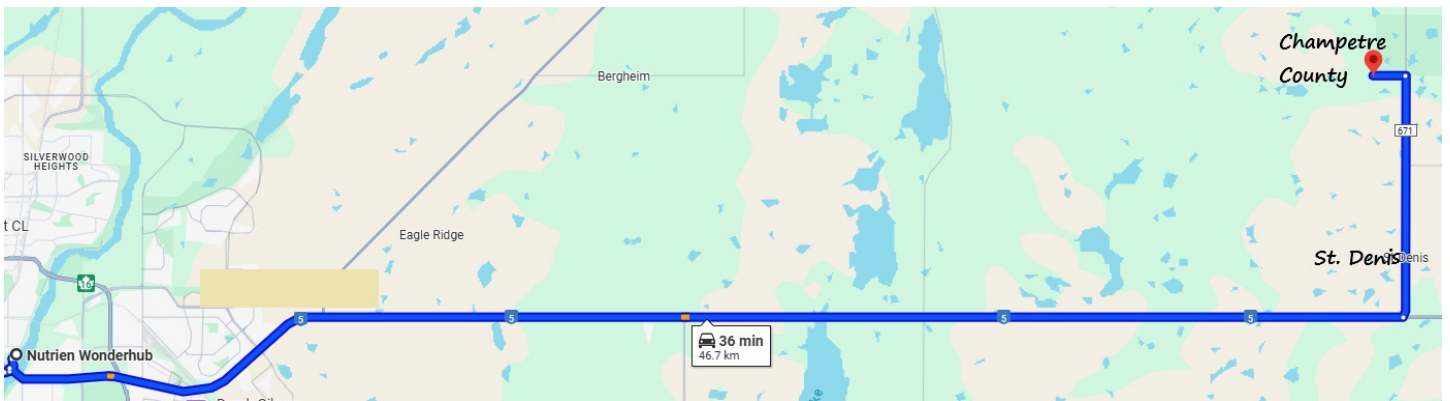 Champetre
County
Bergheim
671
SILVERWOOD
HEIGHTS
t CL
Eagle Ridge
St. Denis
16
5
5
5
5
36 min
46.7 km
Nutrien Wonderhub